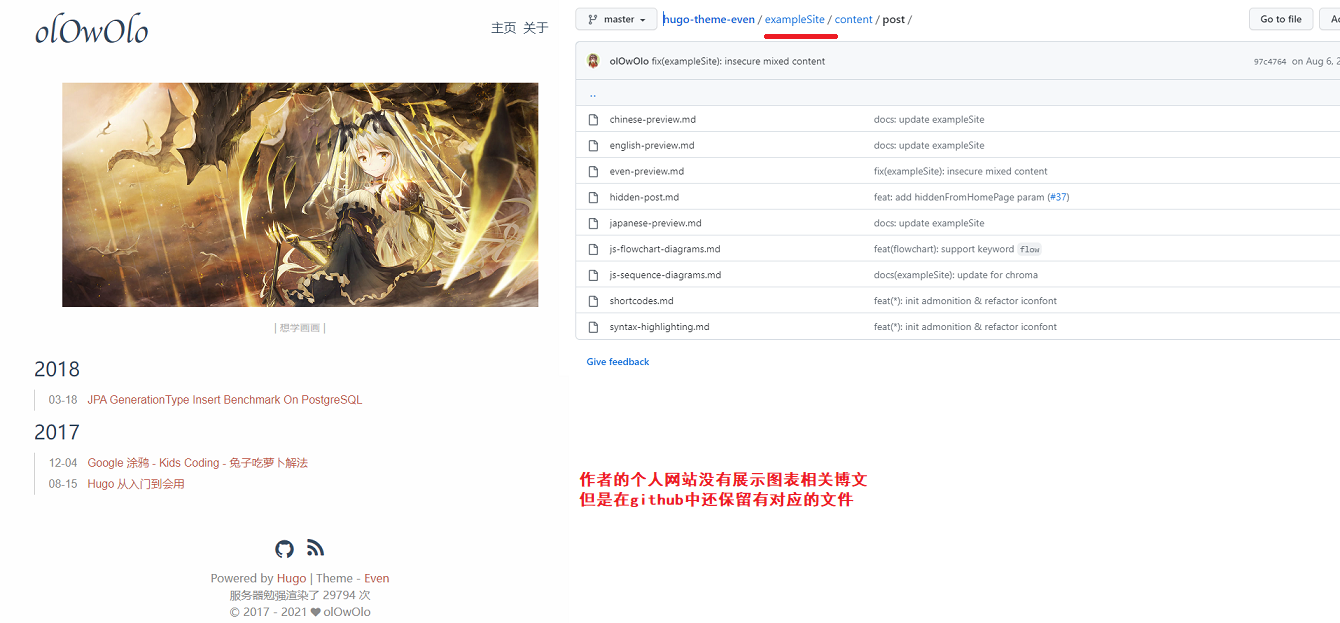 olOwOlo
主页 关于
| 想学画画 |
2018
03-18 JPA GenerationType Insert Benchmark On PostgreSQL
2017
12-04 Google 涂鸦 - Kids Coding - 兔子吃萝卜解法
08-15 Hugo 从入门到会用
Powered by Hugo | Theme - Even
服务器勉强渲染了 29794 次
© 2017 - 2021 ❤ olOwOlo
master hugo-theme-even / exampleSite / content / post / Go to file
olOwOlo fix(exampleSite): insecure mixed content 97c4764 on Aug 6, 2
..
chinese-preview.md docs: update exampleSite
english-preview.md docs: update exampleSite
even-preview.md fix(exampleSite): insecure mixed content
hidden-post.md feat: add hiddenFromHomePage param (#37)
japanese-preview.md docs: update exampleSite
js-flowchart-diagrams.md feat(flowchart): support keyword flow
js-sequence-diagrams.md docs(exampleSite): update for chroma
shortcodes.md feat(*): init admonition & refactor iconfont
syntax-highlighting.md feat(*): init admonition & refactor iconfont
Give feedback
作者的个人网站没有展示图表相关博文
但是在github中还保留有对应的文件